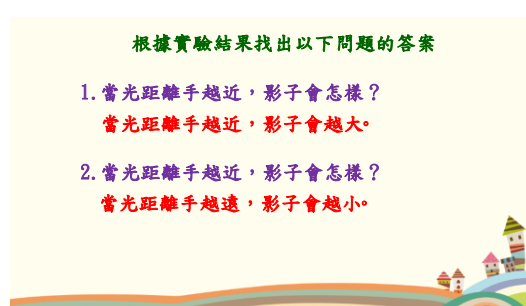 根據實驗結果找出以下問題的答案
1.當光距離手越近，影子會怎樣？
當光距離手越近，影子會越大。
2.當光距離手越近，影子會怎樣？
當光距離手越遠，影子會越小。